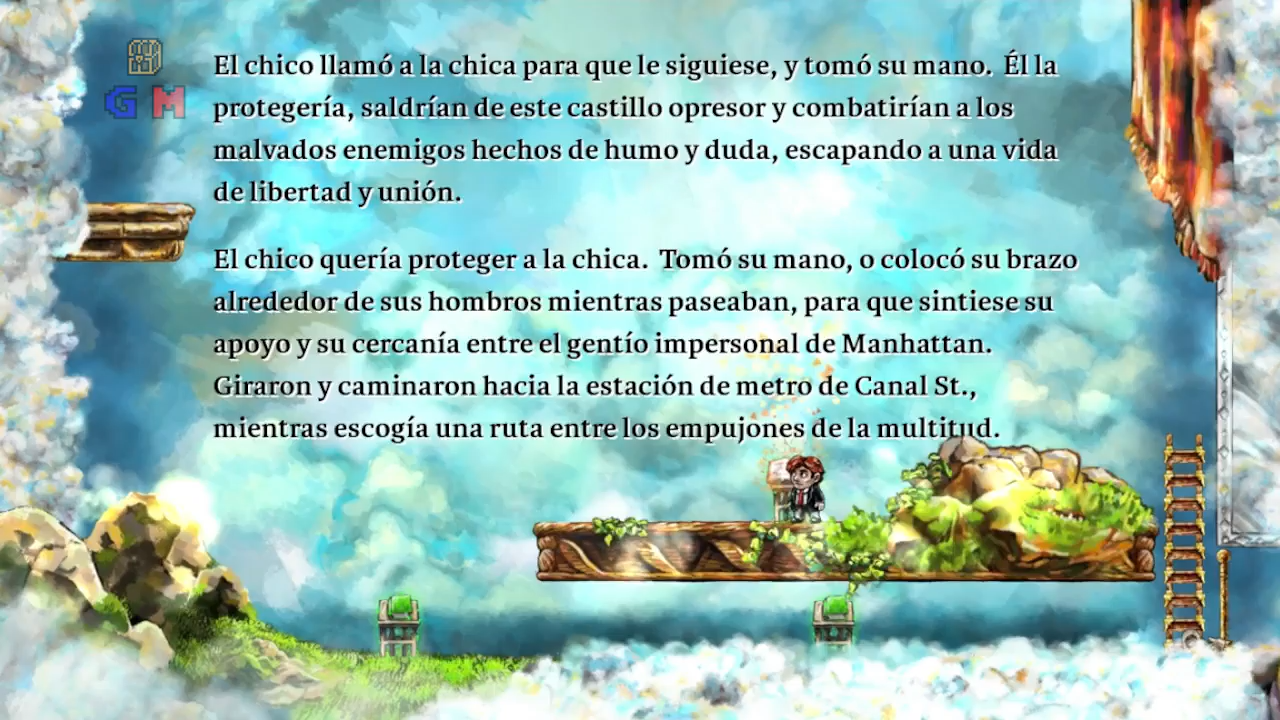 G M
El chico llamó a la chica para que le siguiese, y tomó su mano. Él la
protegería, saldrían de este castillo opresor y combatirían a los
malvados enemigos hechos de humo y duda, escapando a una vida
de libertad y unión.
El chico quería proteger a la chica. Tomó su mano, o colocó su brazo
alrededor de sus hombros mientras paseaban, para que sintiese su
apoyo y su cercanía entre el gentío impersonal de Manhattan.
Giraron y caminaron hacia la estación de metro de Canal St.,
mientras escogía una ruta entre los empujones de la multitud.